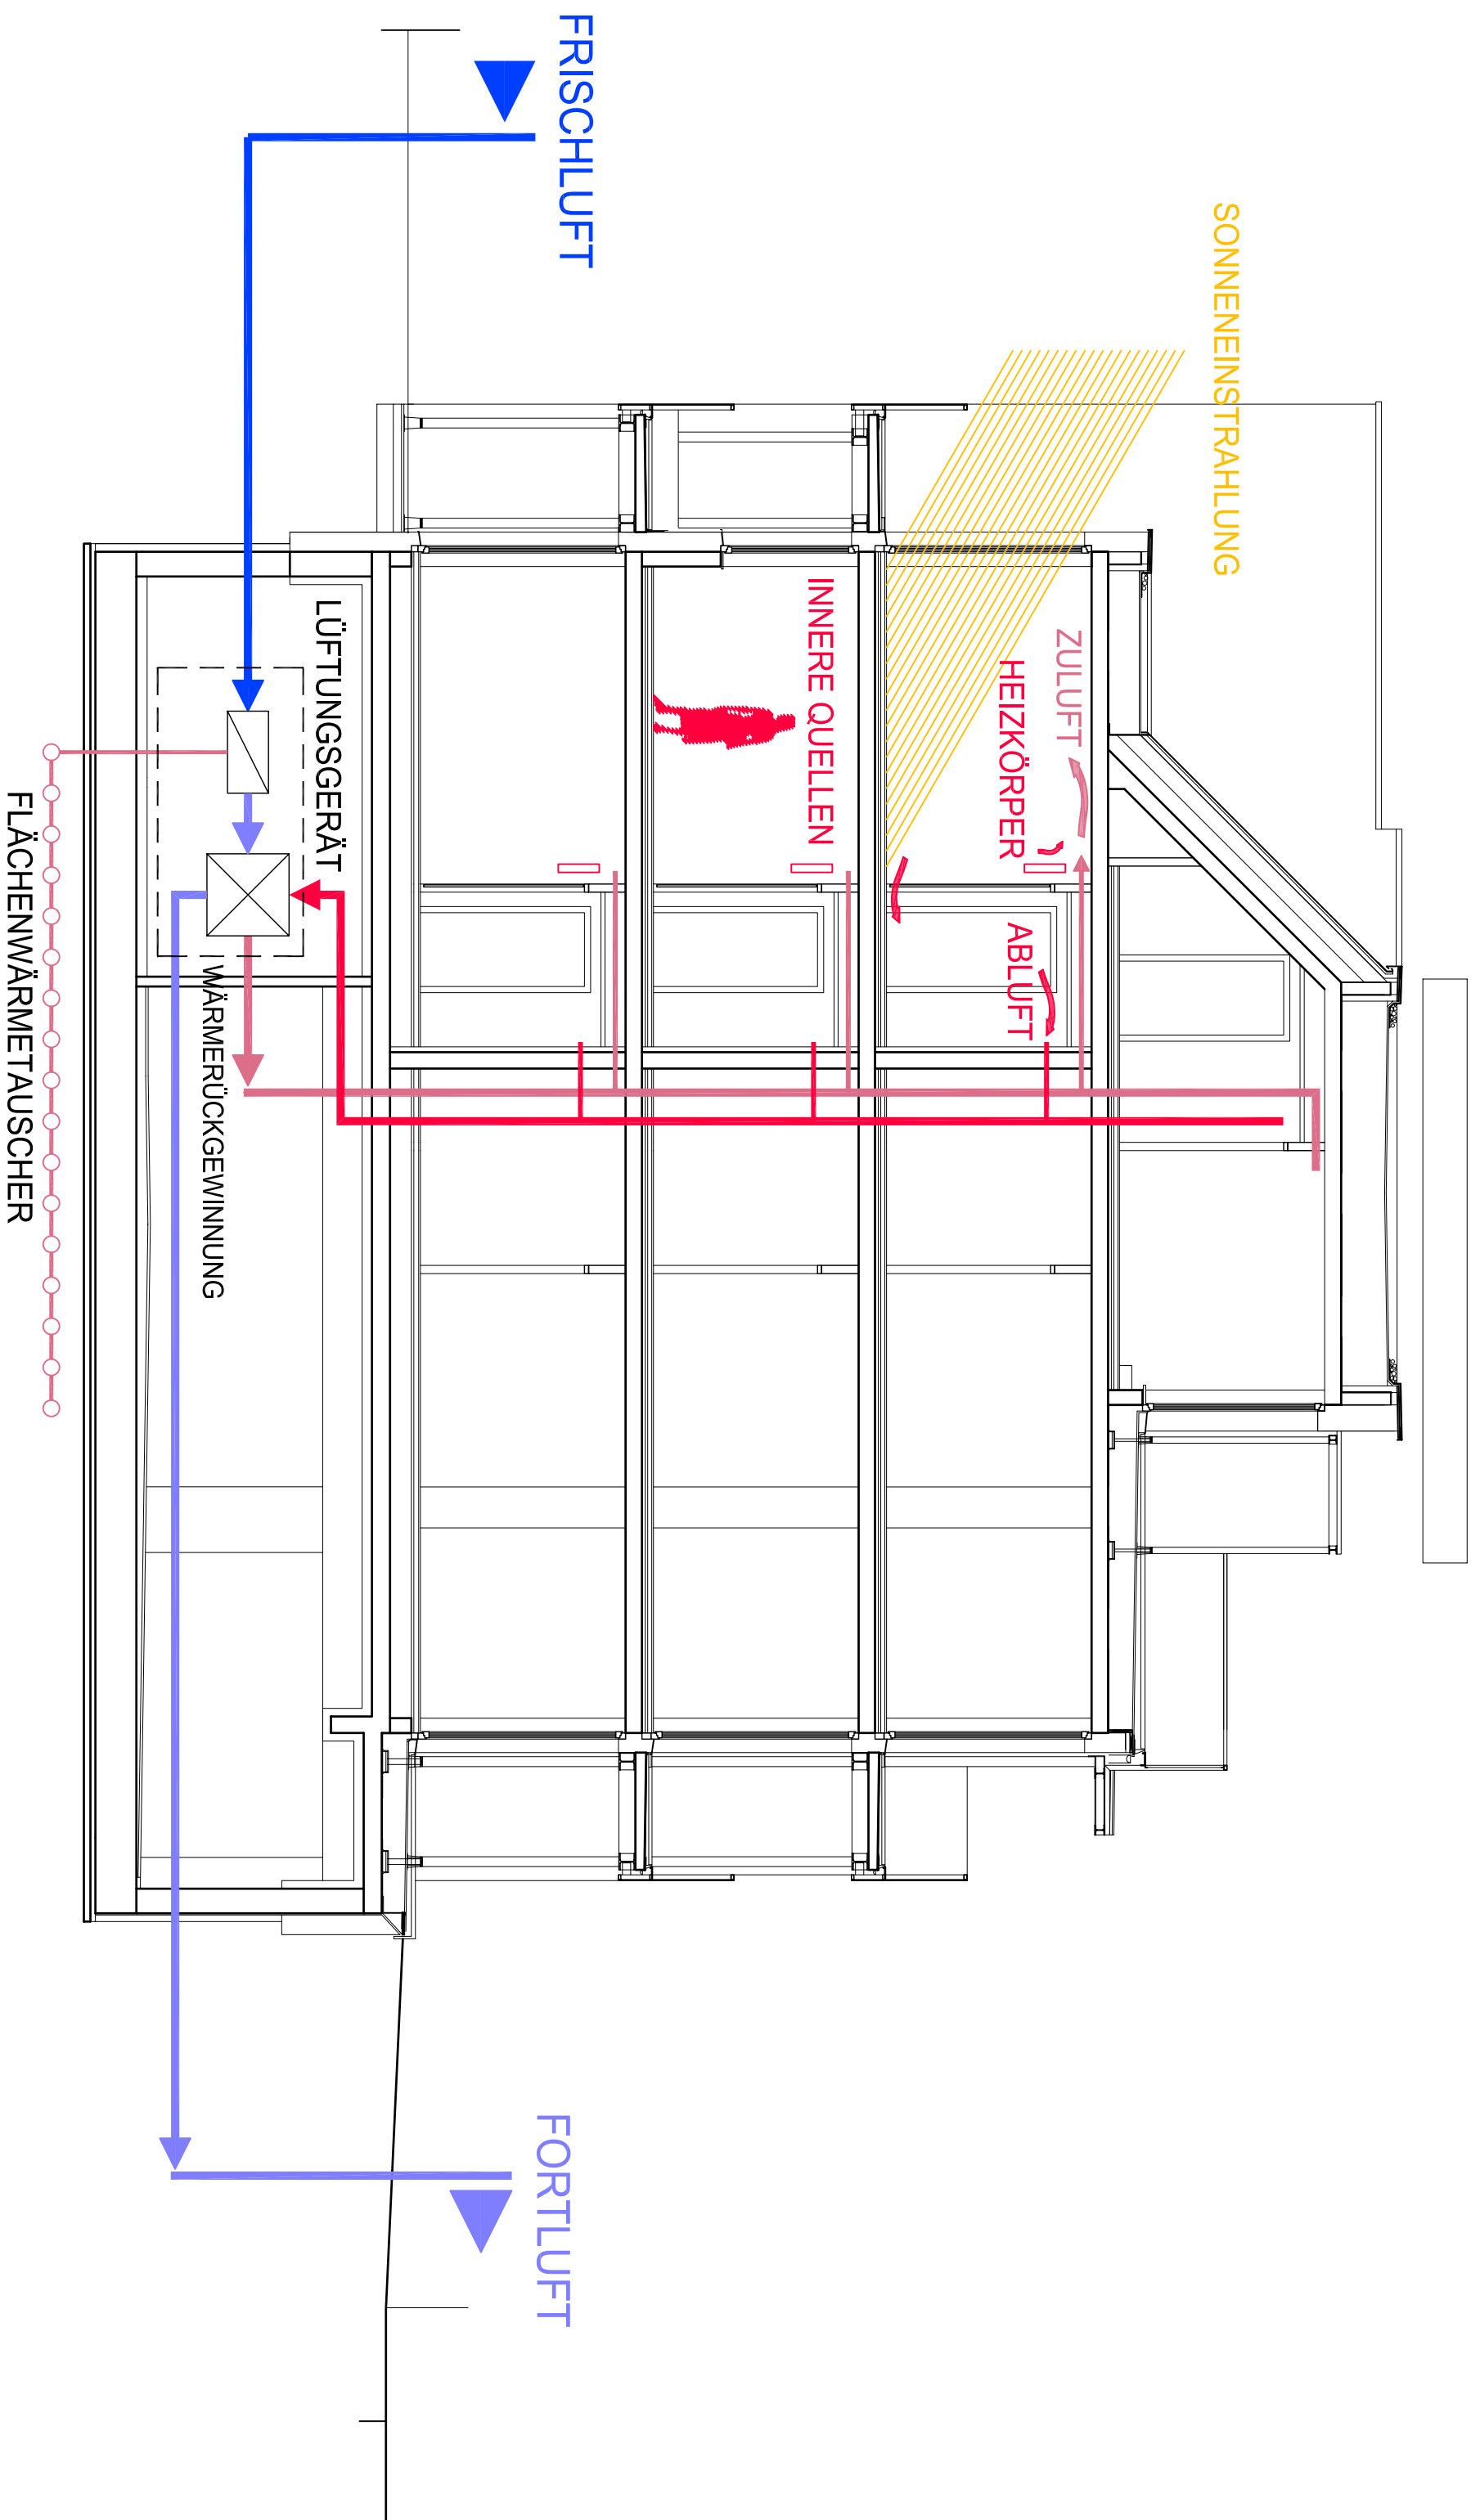 FRISCHLUFT
SONNENEINSTRAHLUNG
ZULUFT
HEIZKÖRPER
INNERE QUELLEN
ABLUFT
LÜFTUNGSGERÄT
WÄRMERÜCKGEWINNUNG
FLÄCHENWÄRMETAUSCHER
FORTLUFT